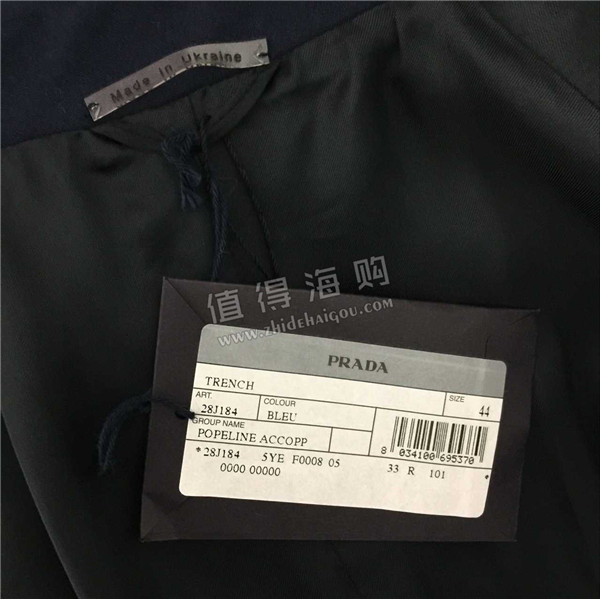 Made in Ukraine
值得海购
www.zhidehaigou.com
PRADA
TRENCH
ART. COLOUR SIZE
28J184 BLEU 44
GROUP NAME
POPELINE ACCOPP
8 034100 695370
*28J184 5YE F0008 05 33 R 101
0000 00000